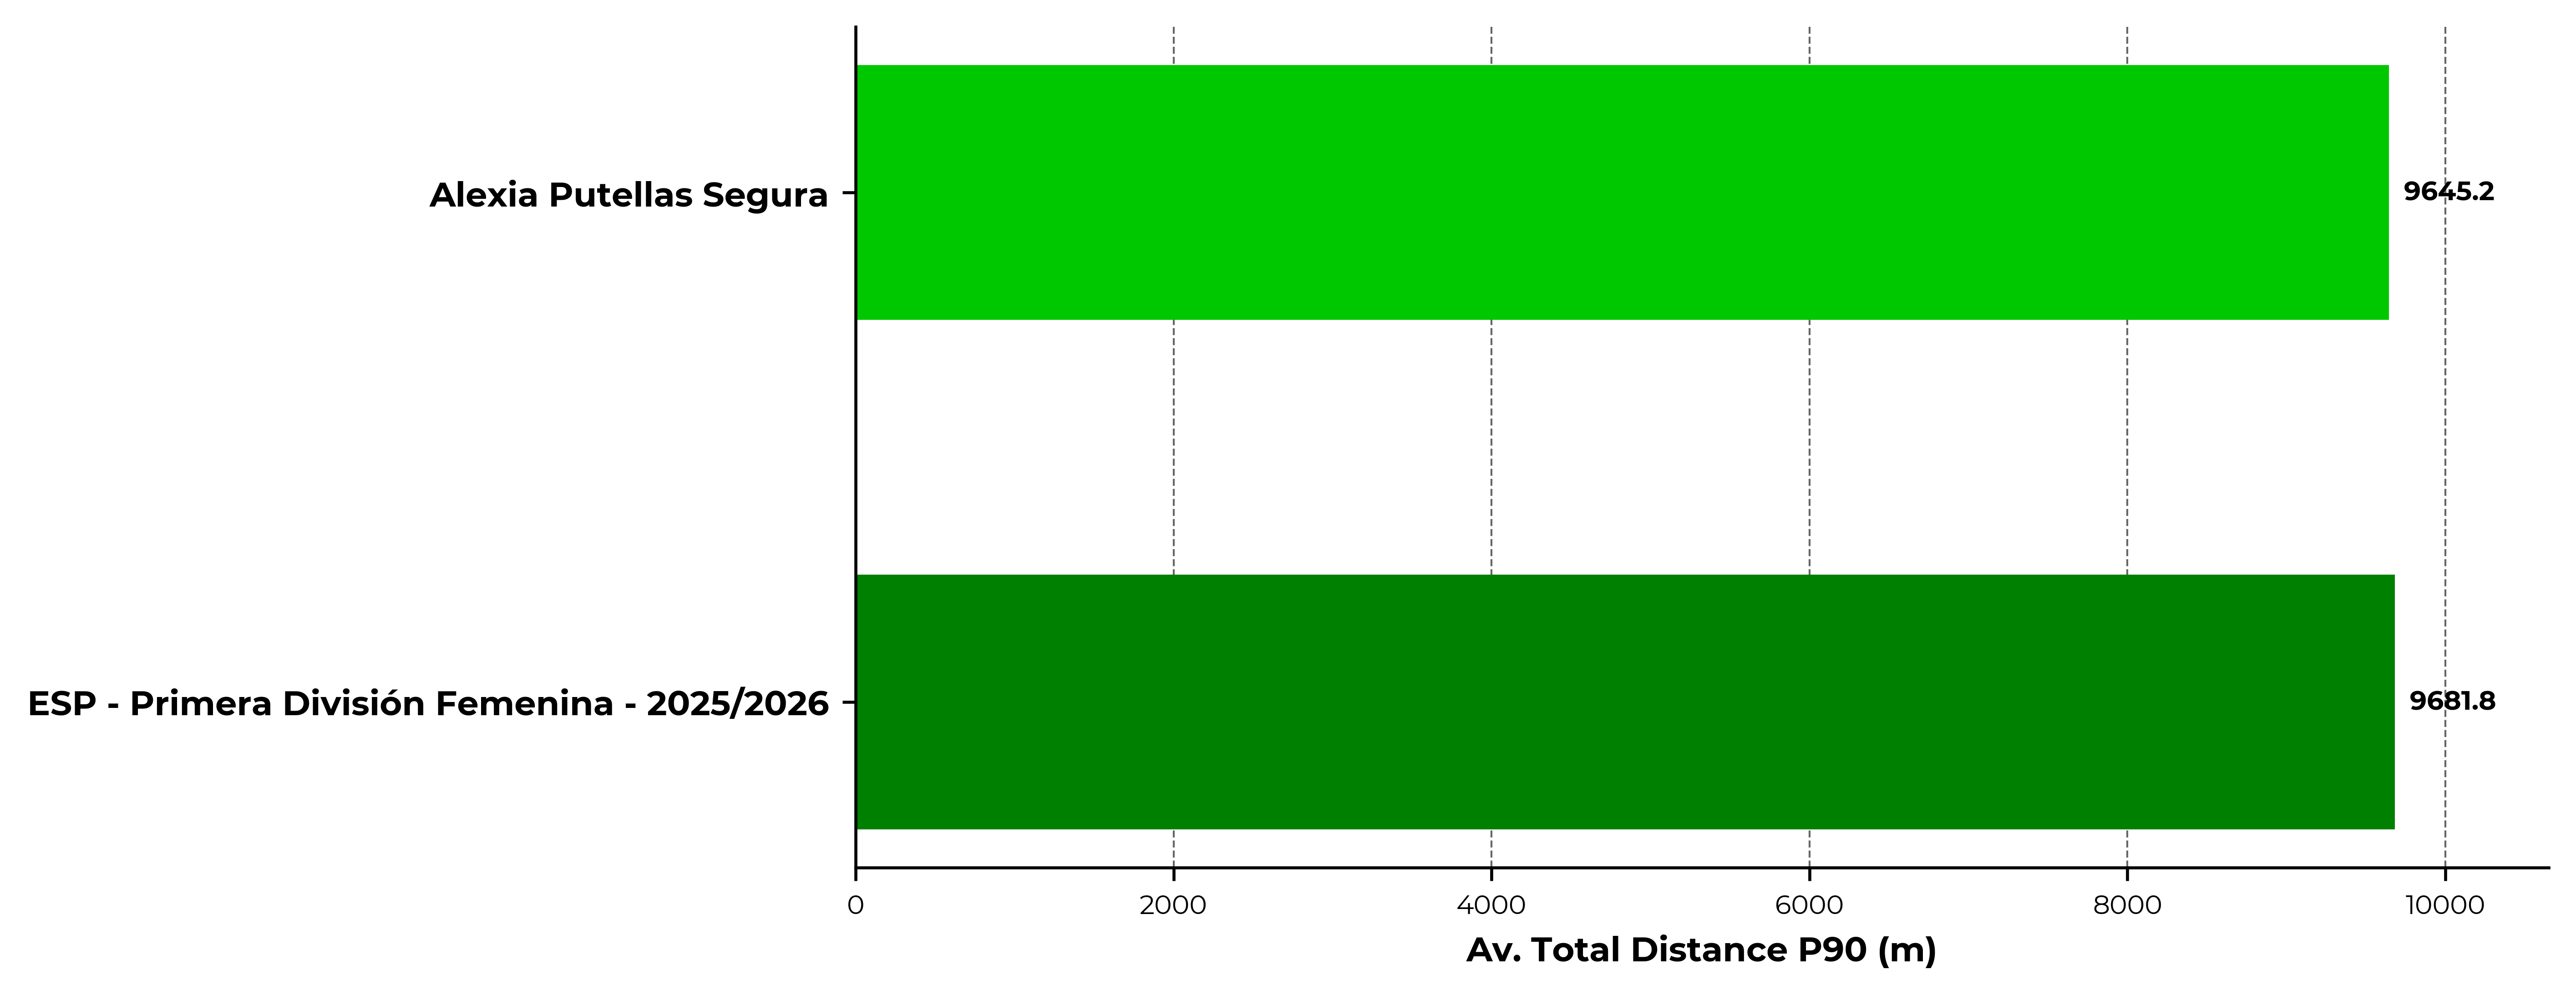 Alexia Putellas Segura
9645.2
ESP - Primera División Femenina - 2025/2026
9681.8
0 2000 4000 6000 8000 10000
Av. Total Distance P90 (m)